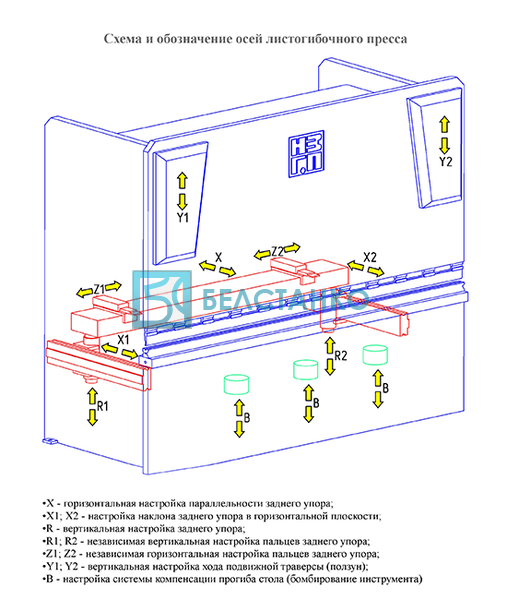 Схема и обозначение осей листогибочного пресса
НЗ
ГП
Y2
Y1
X
Z2
X2
Z1
БЕЛСТАНКО
X1
R2
R1
B
B
B
•X - горизонтальная настройка параллельности заднего упора;
•X1; X2 - настройка наклона заднего упора в горизонтальной плоскости;
•R - вертикальная настройка заднего упора;
•R1; R2 - независимая вертикальная настройка пальцев заднего упора;
•Z1; Z2 - независимая горизонтальная настройка пальцев заднего упора;
•Y1; Y2 - вертикальная настройка хода подвижной траверсы (ползун);
•B - настройка системы компенсации прогиба стола (бомбирование инструмента)